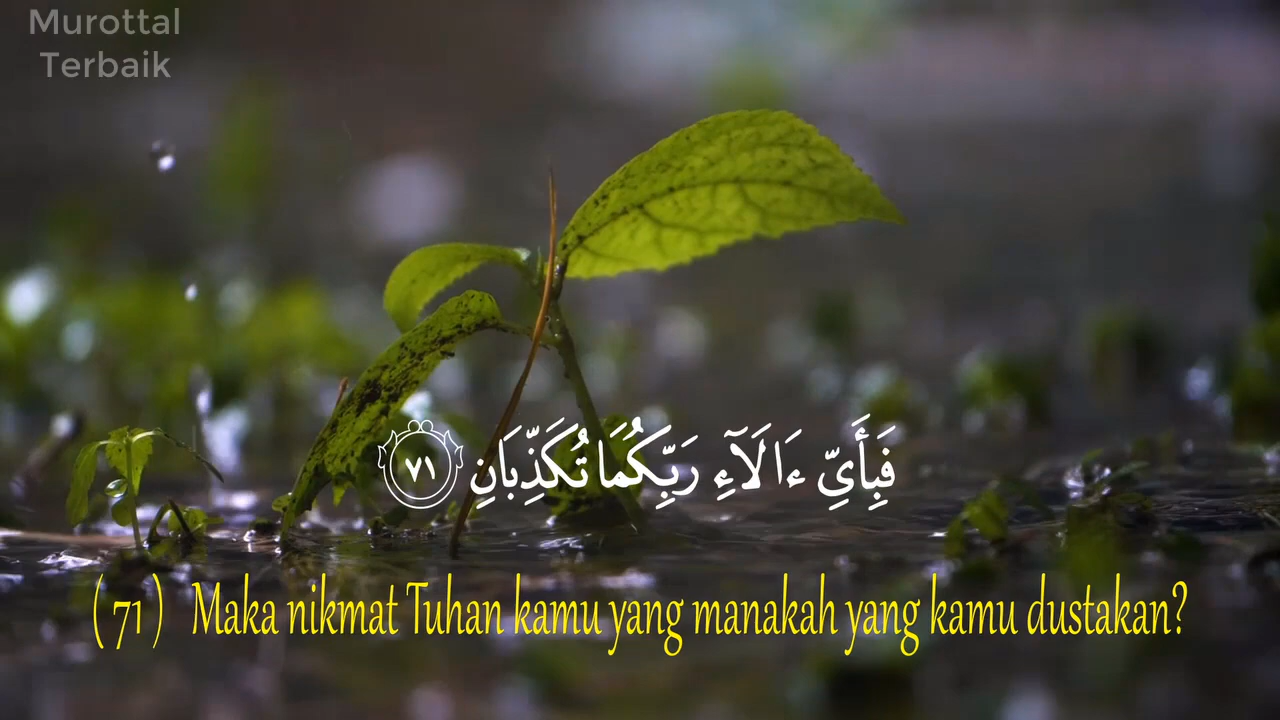 Murottal
Terbaik
فَبِأَيِّ ءَالَآءِ رَبِّكُمَا تُكَذِّبَانِ ٧١
( 71 ) Maka nikmat Tuhan kamu yang manakah yang kamu dustakan?